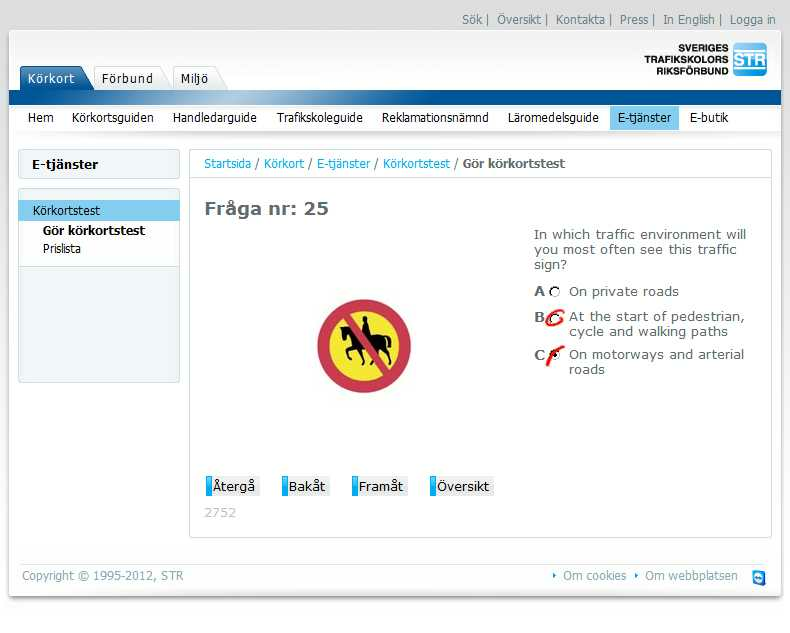 Sök | Översikt | Kontakta | Press | In English | Logga in
SVERIGES
TRAFIKSKOLORS
RIKSFÖRBUND
STR
Körkort Förbund Miljö
Hem Körkortsguiden Handledarguide Trafikskoleguide Reklamationsnämnd Läromedelsguide E-tjänster E-butik
E-tjänster
Körkortstest
Gör körkortstest
Prislista
Startsida / Körkort / E-tjänster / Körkortstest / Gör körkortstest
Fråga nr: 25
In which traffic environment will
you most often see this traffic
sign?
A On private roads
B At the start of pedestrian,
cycle and walking paths
C On motorways and arterial
roads
Återgå Bakåt Framåt Översikt
2752
Copyright © 1995-2012, STR
Om cookies Om webbplatsen